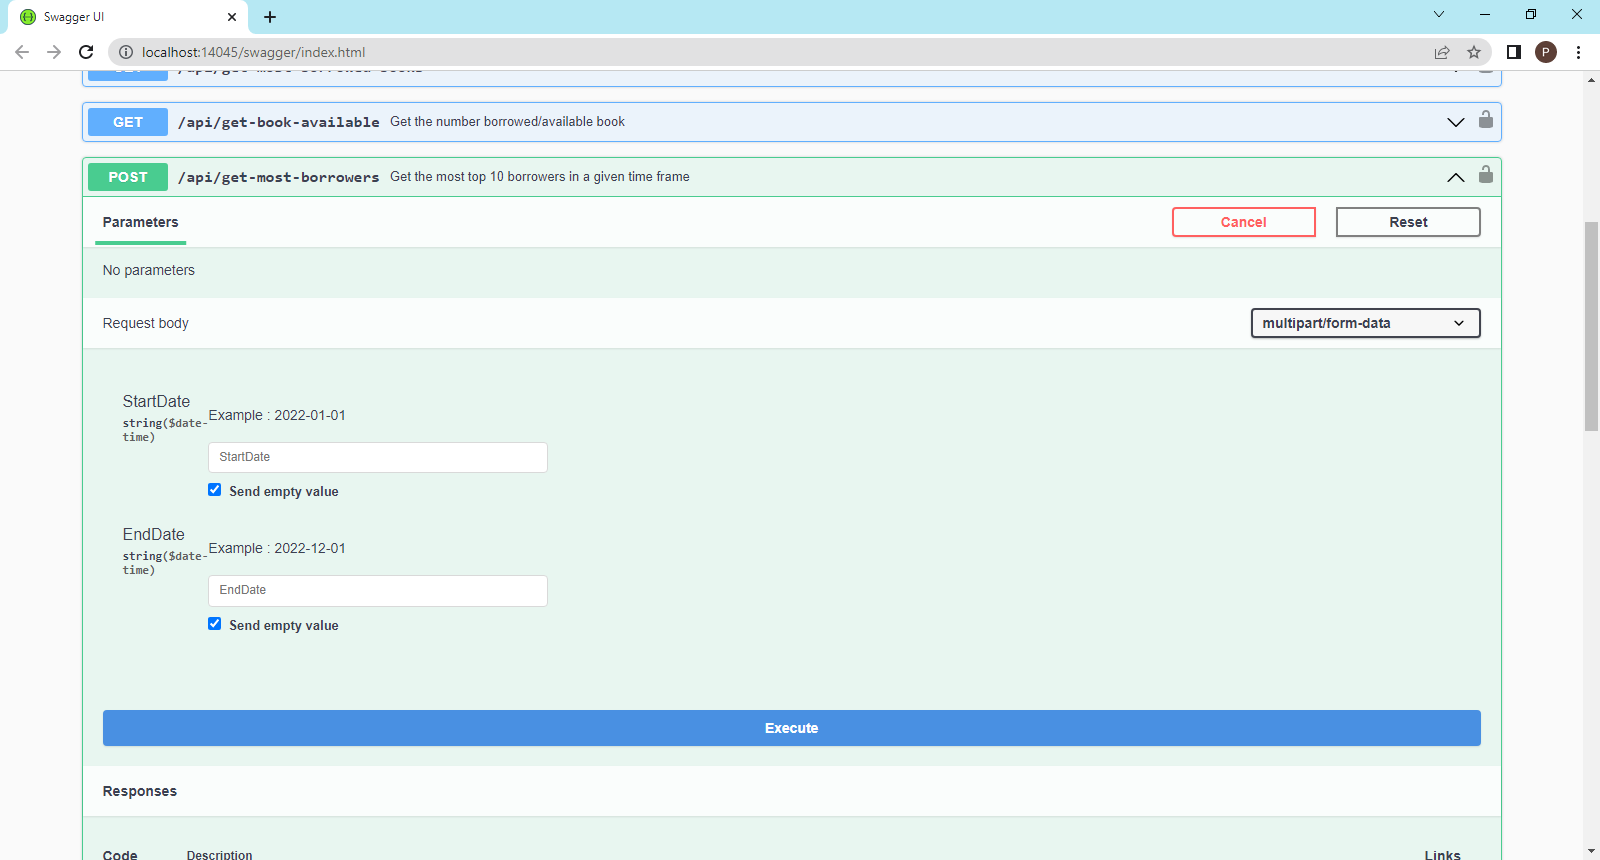 Swagger UI
localhost:14045/swagger/index.html
P
GET /api/get-book-available Get the number borrowed/available book
POST /api/get-most-borrowers Get the most top 10 borrowers in a given time frame
Parameters
Cancel
Reset
No parameters
Request body
multipart/form-data
StartDate
string($date-
time)
Example : 2022-01-01
StartDate
Send empty value
EndDate
string($date-
time)
Example : 2022-12-01
EndDate
Send empty value
Execute
Responses
Code Description Links